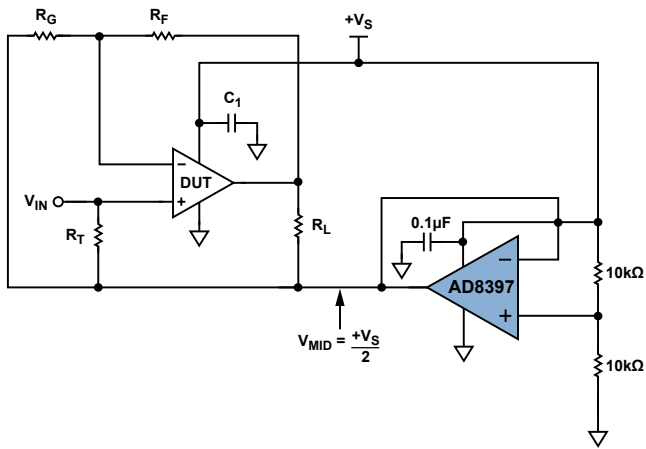 R_G
R_F
+V_S
C_1
DUT
−
+
V_IN
R_T
R_L
0.1µF
AD8397
−
+
10kΩ
10kΩ
V_MID = +V_S
2